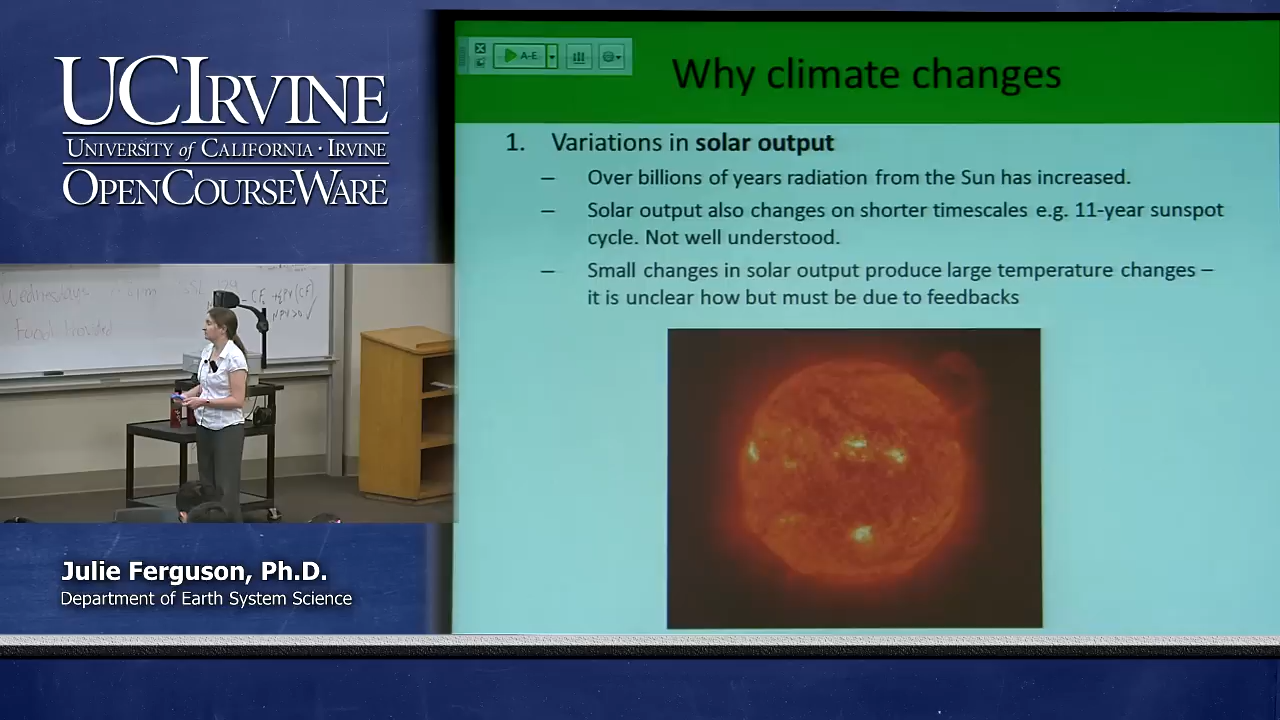 UCIRVINE
UNIVERSITY of CALIFORNIA · IRVINE
OPENCOURSEWARE
Wednesdays
Food Provided
Julie Ferguson, Ph.D.
Department of Earth System Science
A-E
Why climate changes
1. Variations in solar output
– Over billions of years radiation from the Sun has increased.
– Solar output also changes on shorter timescales e.g. 11-year sunspot
cycle. Not well understood.
– Small changes in solar output produce large temperature changes –
it is unclear how but must be due to feedbacks